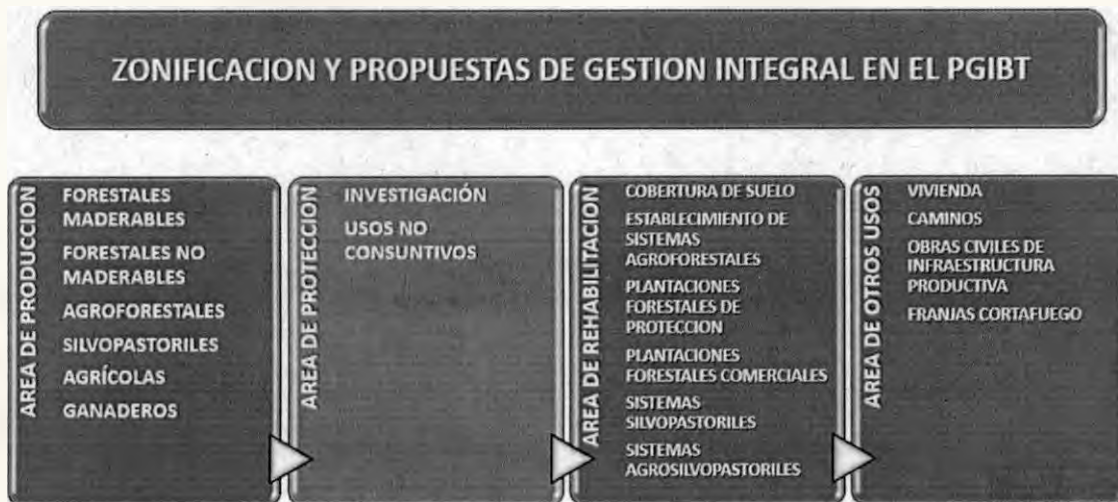 ZONIFICACION Y PROPUESTAS DE GESTION INTEGRAL EN EL PGIBT
AREA DE PRODUCCION
FORESTALES
MADERABLES
FORESTALES NO
MADERABLES
AGROFORESTALES
SILVOPASTORILES
AGRÍCOLAS
GANADEROS
AREA DE PROTECCION
INVESTIGACIÓN
USOS NO
CONSUNTIVOS
AREA DE REHABILITACION
COBERTURA DE SUELO
ESTABLECIMIENTO DE
SISTEMAS
AGROFORESTALES
PLANTACIONES
FORESTALES DE
PROTECCION
PLANTACIONES
FORESTALES COMERCIALES
SISTEMAS
SILVOPASTORILES
SISTEMAS
AGROSILVOPASTORILES
AREA DE OTROS USOS
VIVIENDA
CAMINOS
OBRAS CIVILES DE
INFRAESTRUCTURA
PRODUCTIVA
FRANJAS CORTAFUEGO